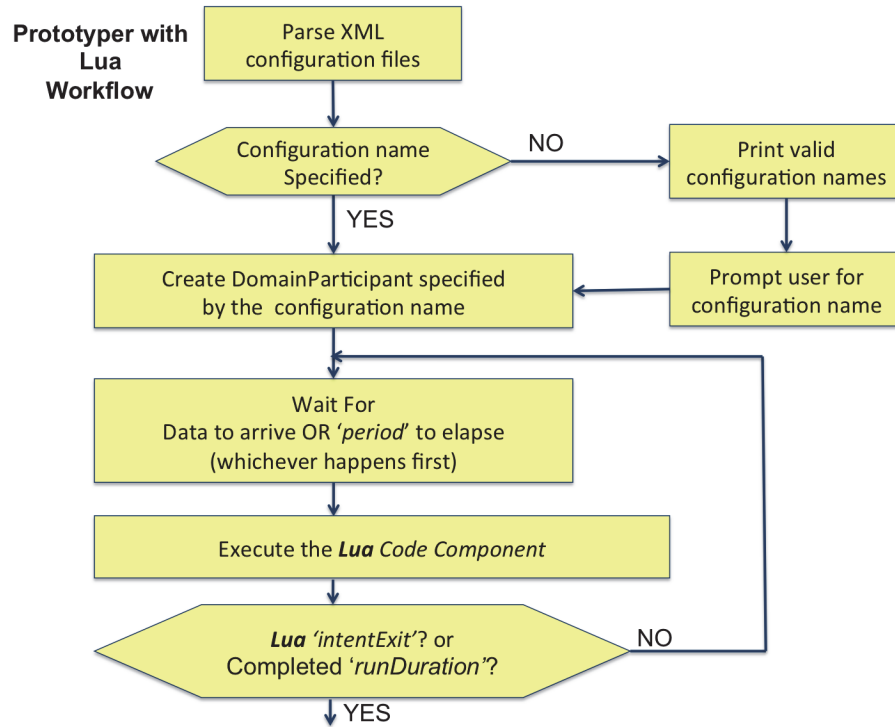 Prototyper with
Lua
Workflow
Parse XML
configuration files
Configuration name
Specified?
NO
Print valid
configuration names
YES
Create DomainParticipant specified
by the configuration name
Prompt user for
configuration name
Wait For
Data to arrive OR ‘period’ to elapse
(whichever happens first)
Execute the Lua Code Component
Lua ‘intentExit’? or
Completed ‘runDuration’?
NO
YES